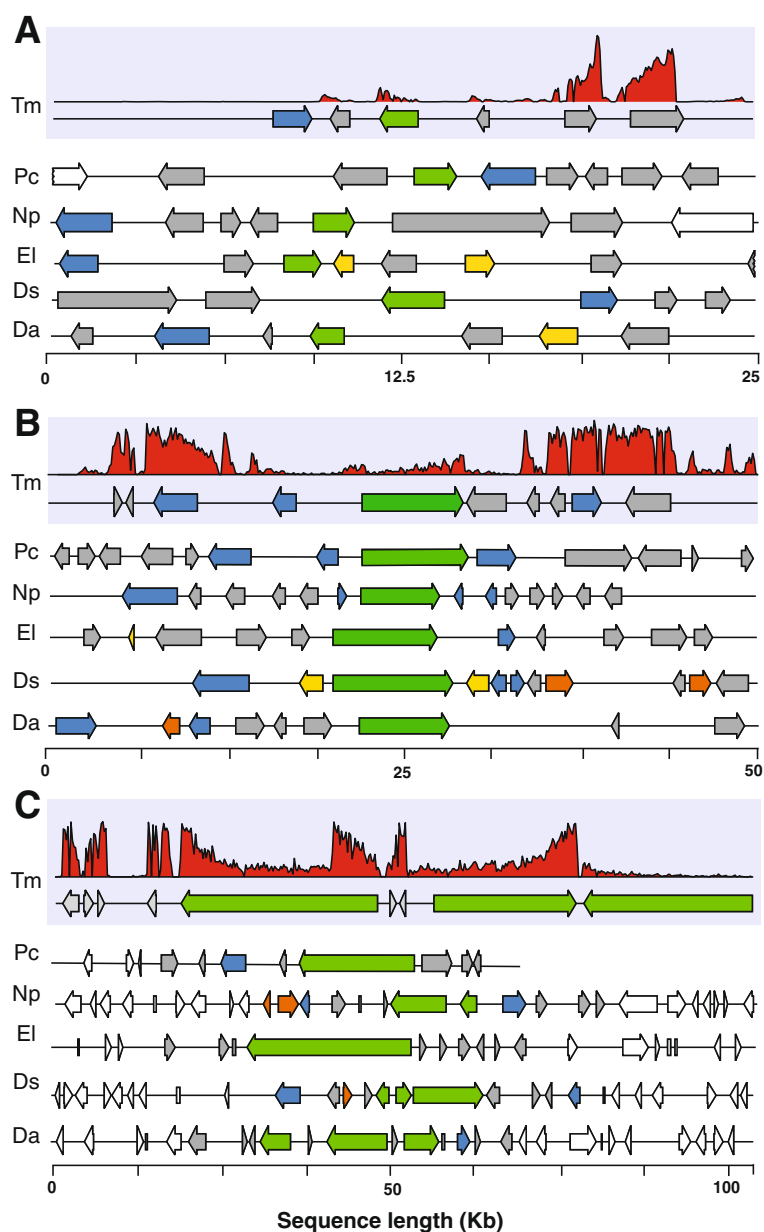 A
Tm
Pc
Np
El
Ds
Da
0 12.5 25
B
Tm
Pc
Np
El
Ds
Da
0 25 50
C
Tm
Pc
Np
El
Ds
Da
0 50 100
Sequence length (Kb)